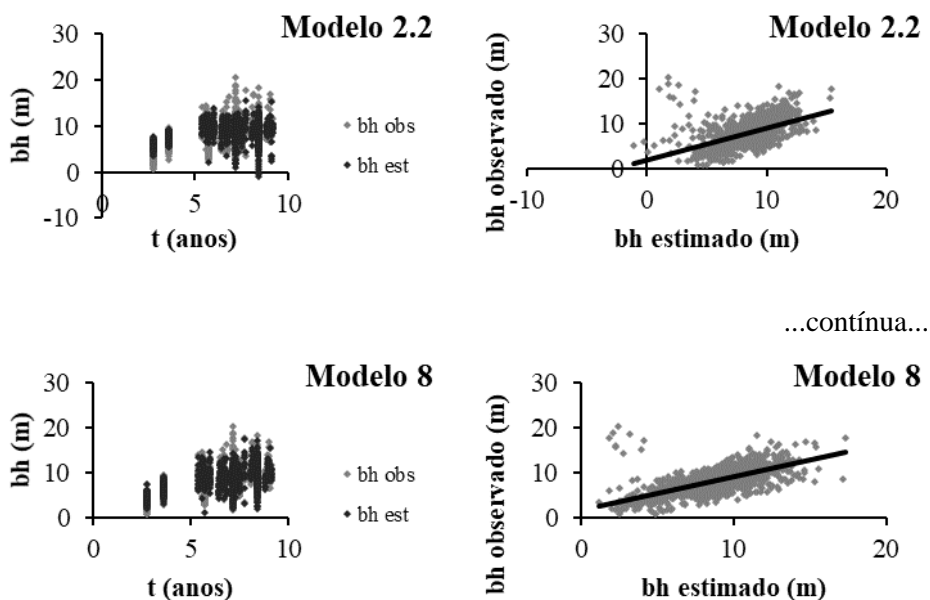 Modelo 2.2
30
20
10
0
-10
0
5
10
bh (m)
t (anos)
bh obs
bh est
Modelo 2.2
30
20
10
0
-10
0
10
20
bh observado (m)
bh estimado (m)
...contínua...
Modelo 8
30
20
10
0
0
5
10
bh (m)
t (anos)
bh obs
bh est
Modelo 8
30
20
10
0
0
10
20
bh observado (m)
bh estimado (m)